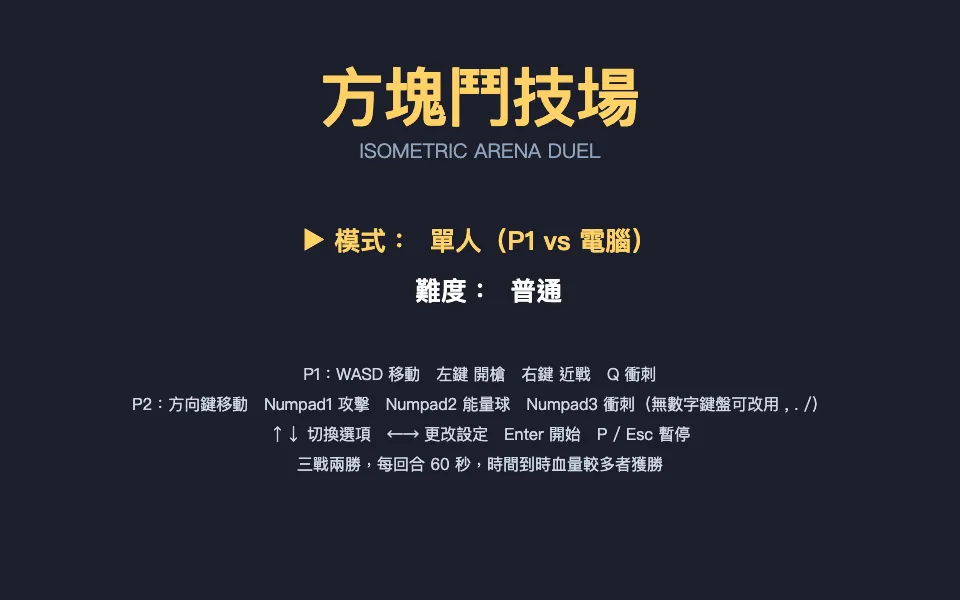 方塊鬥技場
ISOMETRIC ARENA DUEL
▶ 模式： 單人（P1 vs 電腦）
難度： 普通
P1：WASD 移動 左鍵 開槍 右鍵 近戰 Q 衝刺
P2：方向鍵移動 Numpad1 攻擊 Numpad2 能量球 Numpad3 衝刺（無數字鍵盤可改用 , . /）
↑↓ 切換選項 ←→ 更改設定 Enter 開始 P / Esc 暫停
三戰兩勝，每回合 60 秒，時間到時血量較多者獲勝